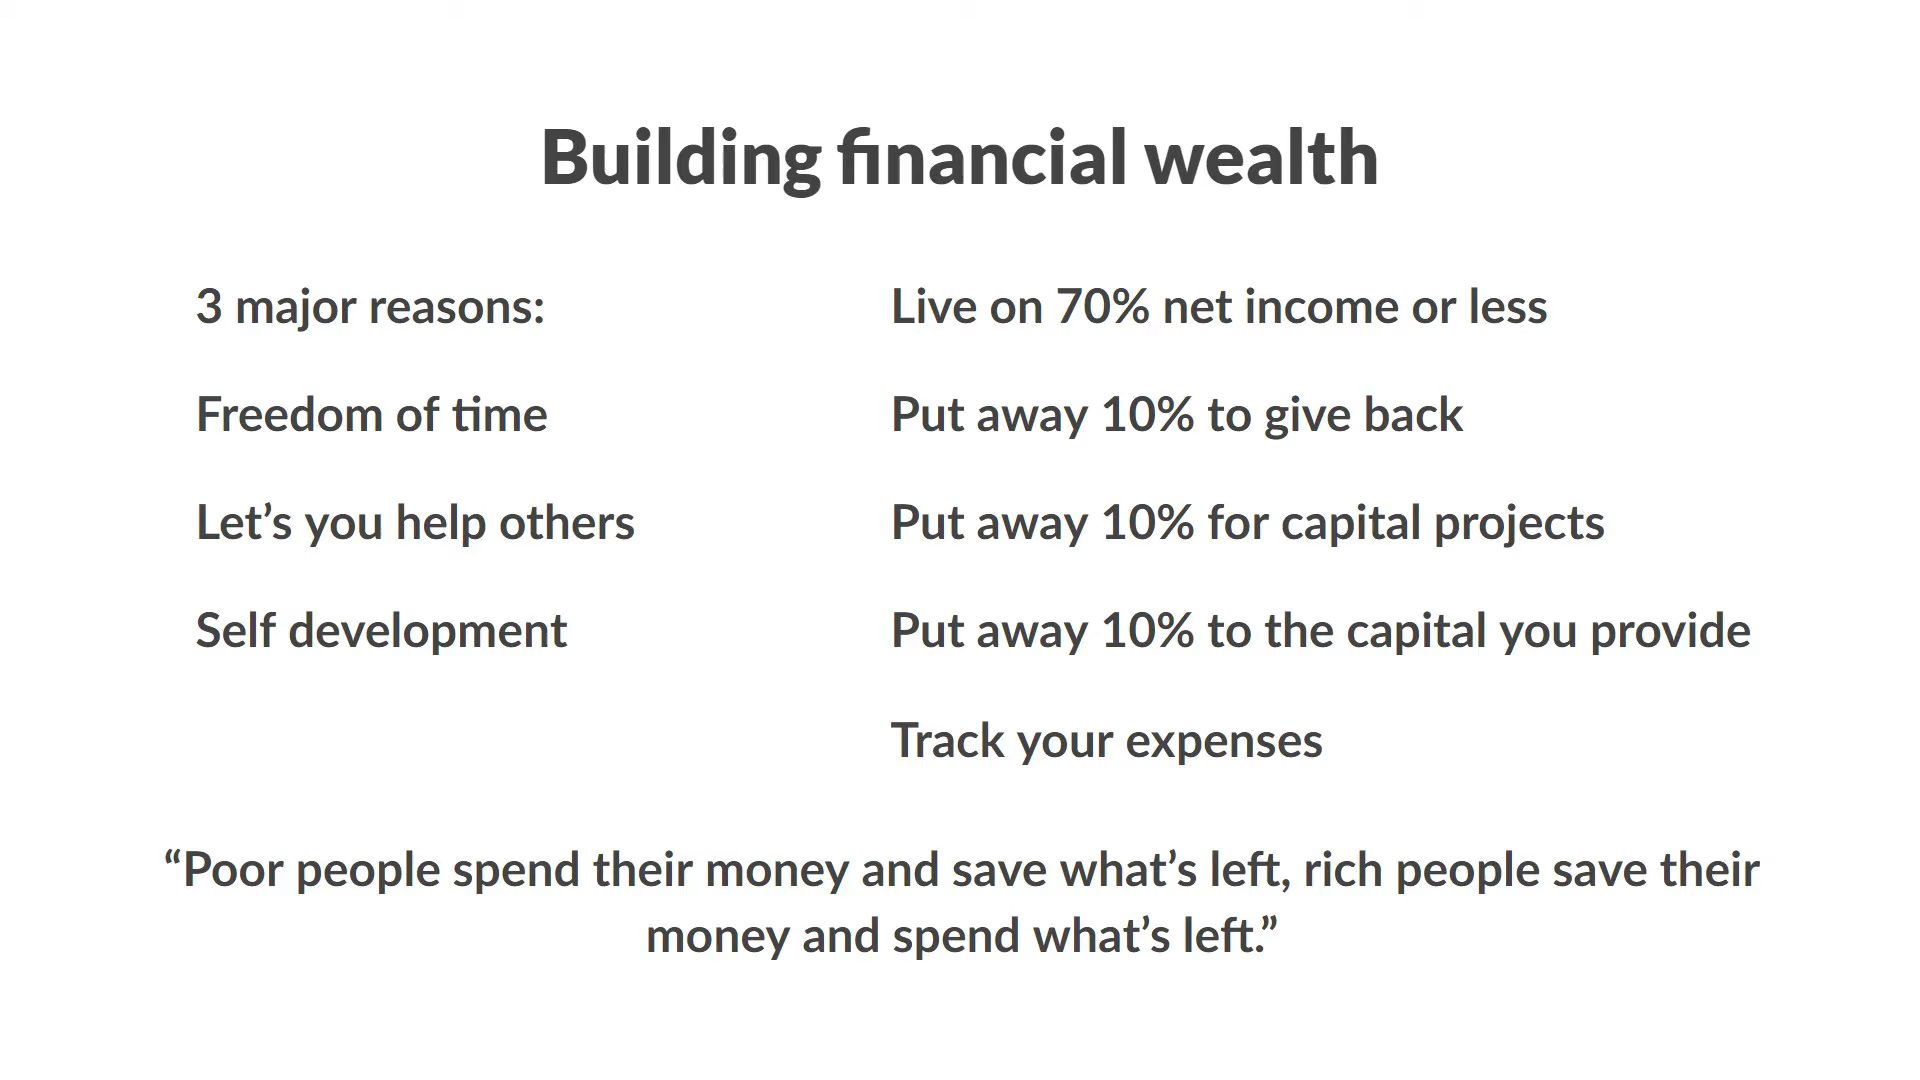 Building financial wealth
3 major reasons:
Freedom of time
Let’s you help others
Self development
Live on 70% net income or less
Put away 10% to give back
Put away 10% for capital projects
Put away 10% to the capital you provide
Track your expenses
“Poor people spend their money and save what’s left, rich people save their
money and spend what’s left.”